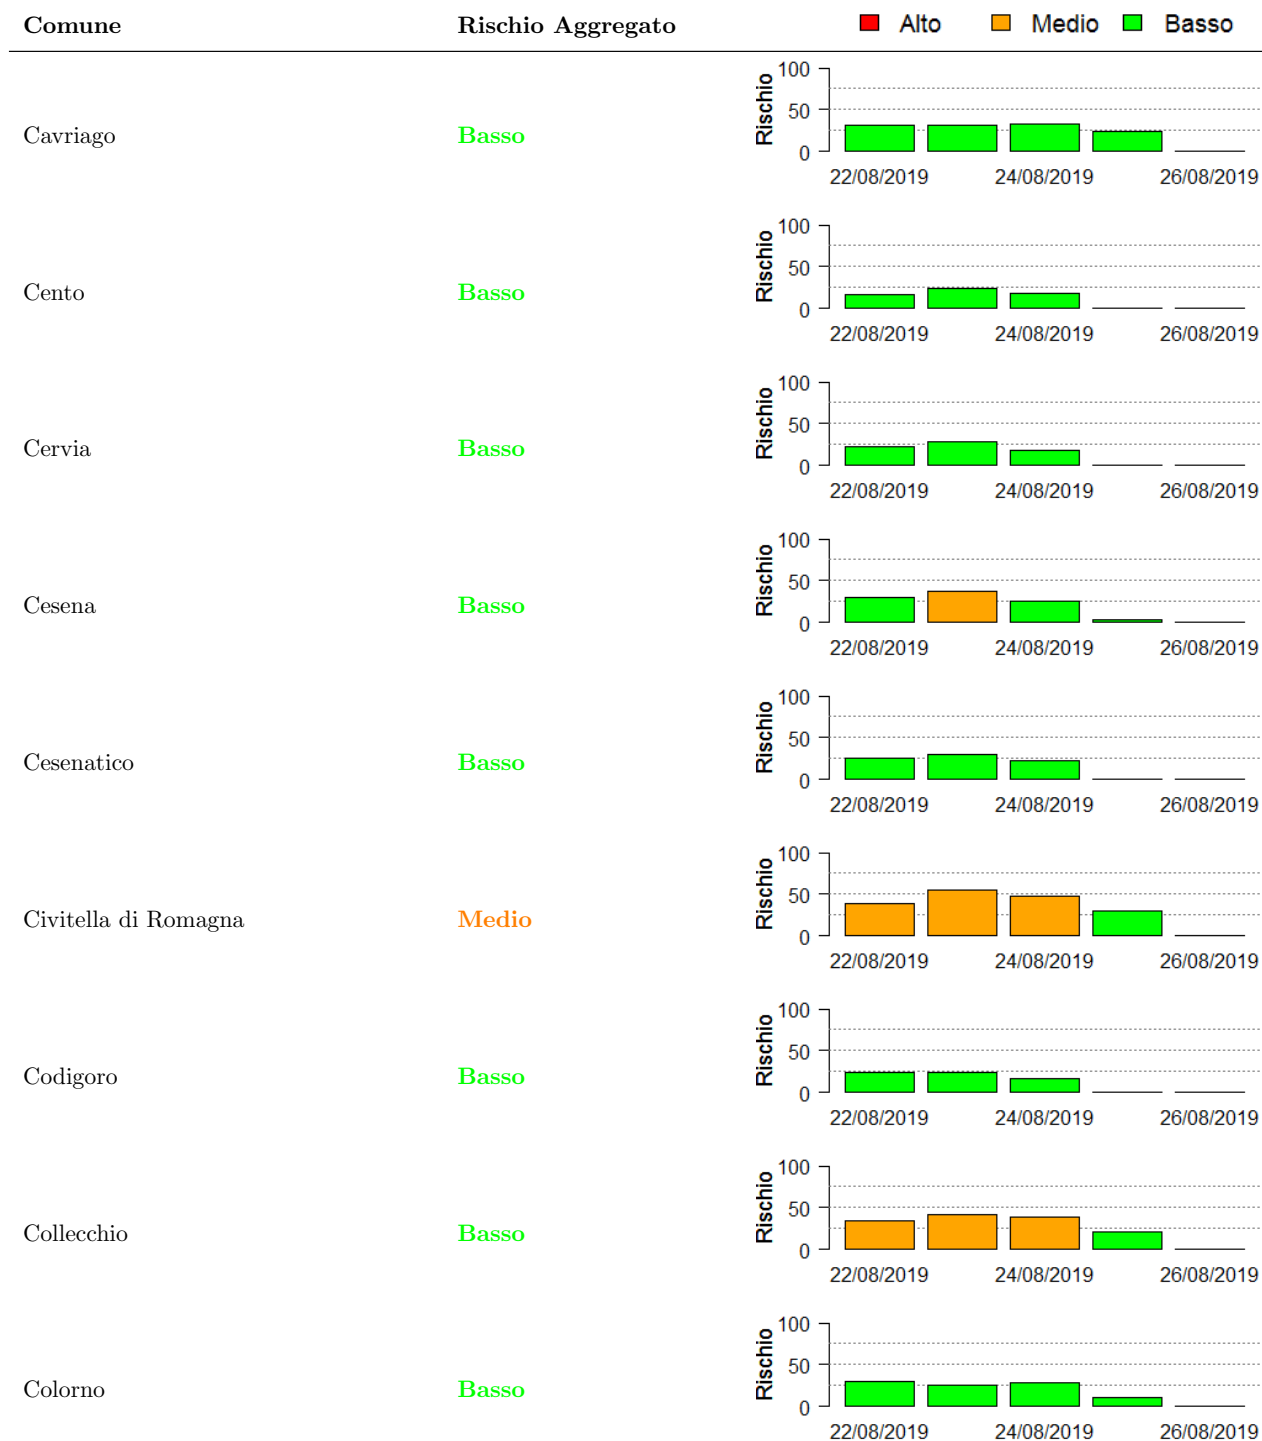 Comune Rischio Aggregato Alto Medio Basso
100
50
0
Rischio
Cavriago Basso
22/08/2019 24/08/2019 26/08/2019
100
50
0
Rischio
Cento Basso
22/08/2019 24/08/2019 26/08/2019
100
50
0
Rischio
Cervia Basso
22/08/2019 24/08/2019 26/08/2019
100
50
0
Rischio
Cesena Basso
22/08/2019 24/08/2019 26/08/2019
100
50
0
Rischio
Cesenatico Basso
22/08/2019 24/08/2019 26/08/2019
100
50
0
Rischio
Civitella di Romagna Medio
22/08/2019 24/08/2019 26/08/2019
100
50
0
Rischio
Codigoro Basso
22/08/2019 24/08/2019 26/08/2019
100
50
0
Rischio
Collecchio Basso
22/08/2019 24/08/2019 26/08/2019
100
50
0
Rischio
Colorno Basso
22/08/2019 24/08/2019 26/08/2019